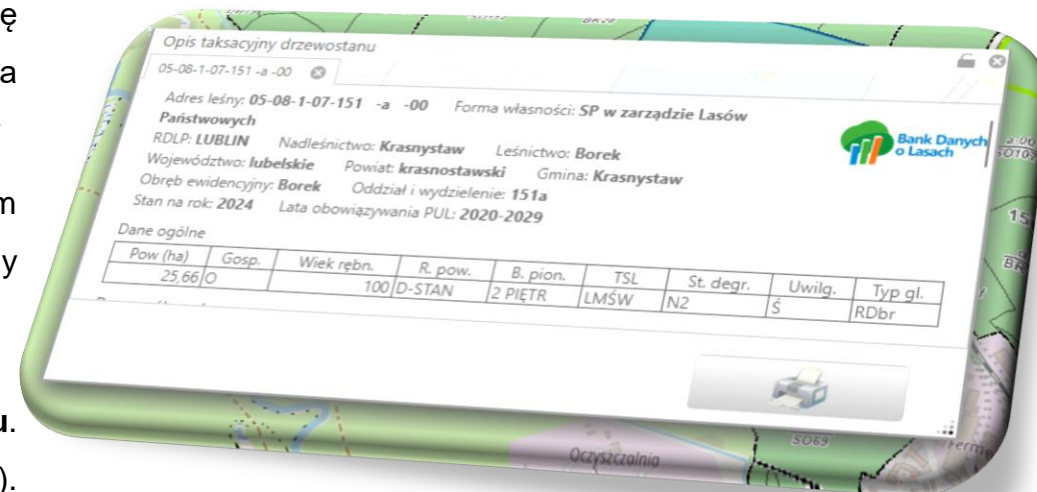 ę
a
m
y
u.
).
Opis taksacyjny drzewostanu
05-08-1-07-151 -a -00
Adres leśny: 05-08-1-07-151 -a -00 Forma własności: SP w zarządzie Lasów
Państwowych
RDLP: LUBLIN Nadleśnictwo: Krasnystaw Leśnictwo: Borek
Województwo: lubelskie Powiat: krasnostawski Gmina: Krasnystaw
Obręb ewidencyjny: Borek Oddział i wydzielenie: 151a
Stan na rok: 2024 Lata obowiązywania PUL: 2020-2029
Bank Danych
o Lasach
Dane ogólne
Pow (ha) Gosp. Wiek rębn. R. pow. B. pion. TSL St. degr. Uwilg. Typ gl.
25,66 O 100 D-STAN 2 PIĘTR LMŚW N2 Ś RDbr
SO69
Oczyszczalnia